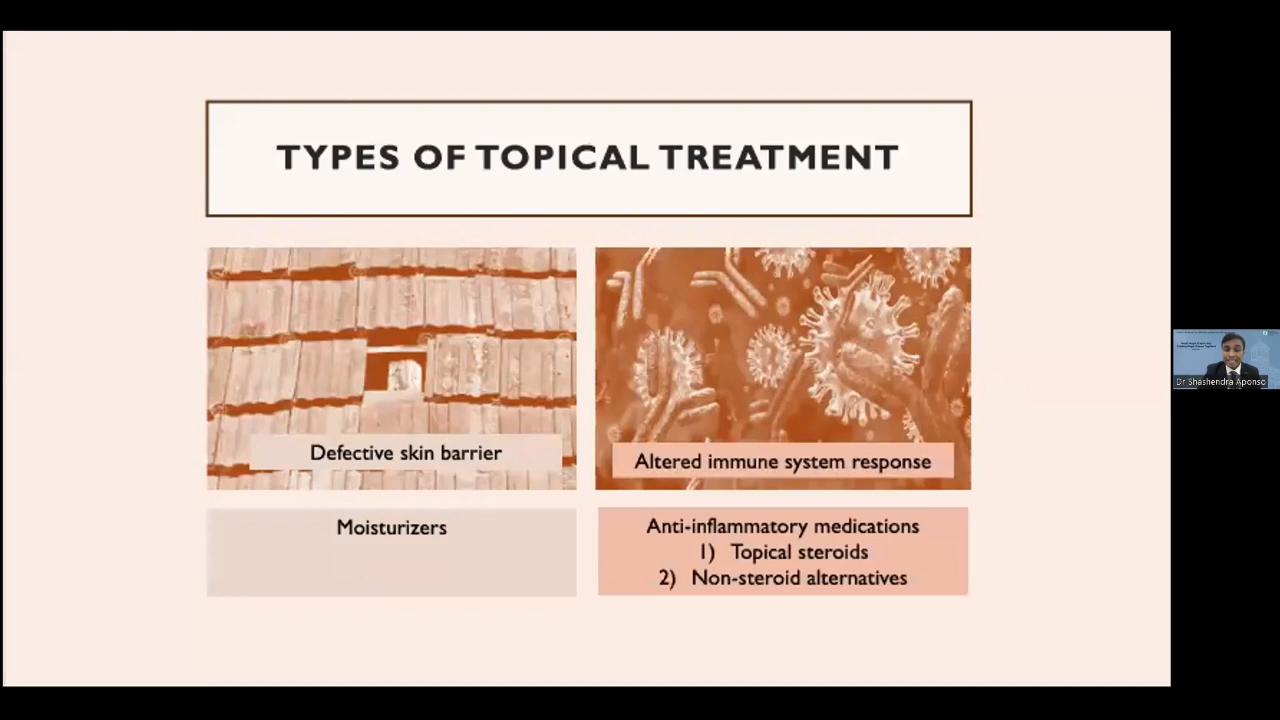 TYPES OF TOPICAL TREATMENT
Defective skin barrier
Altered immune system response
Moisturizers
Anti-inflammatory medications
1) Topical steroids
2) Non-steroid alternatives
Dr Shashendra Aponso